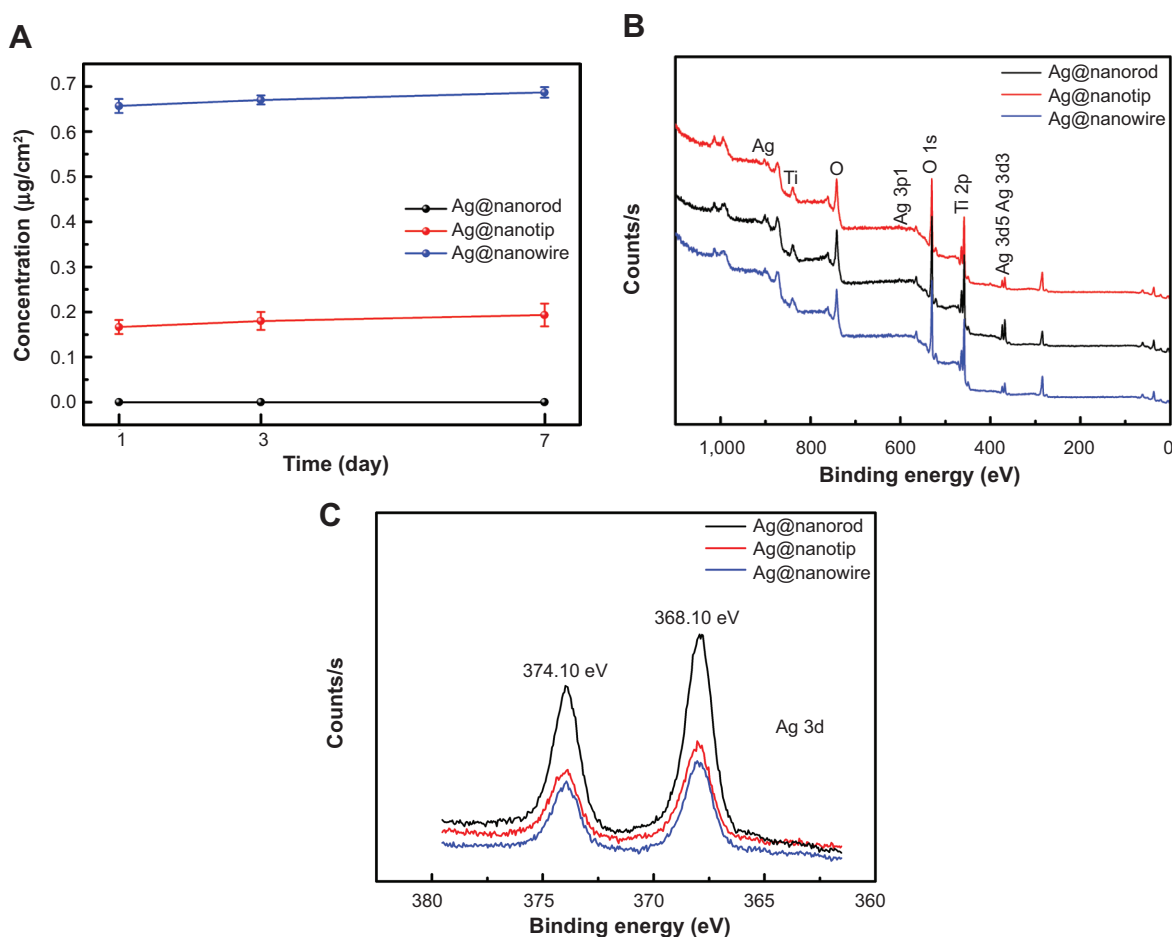 A
0.7
0.6
0.5
0.4
0.3
0.2
0.1
0.0
Concentration (µg/cm²)
Ag@nanorod
Ag@nanotip
Ag@nanowire
1
3
7
Time (day)
B
Ag@nanorod
Ag@nanotip
Ag@nanowire
Ag
Ti
O
Ag 3p1
O 1s
Ti 2p
Ag 3d5 Ag 3d3
Counts/s
1,000
800
600
400
200
0
Binding energy (eV)
C
Ag@nanorod
Ag@nanotip
Ag@nanowire
368.10 eV
374.10 eV
Ag 3d
Counts/s
380
375
370
365
360
Binding energy (eV)